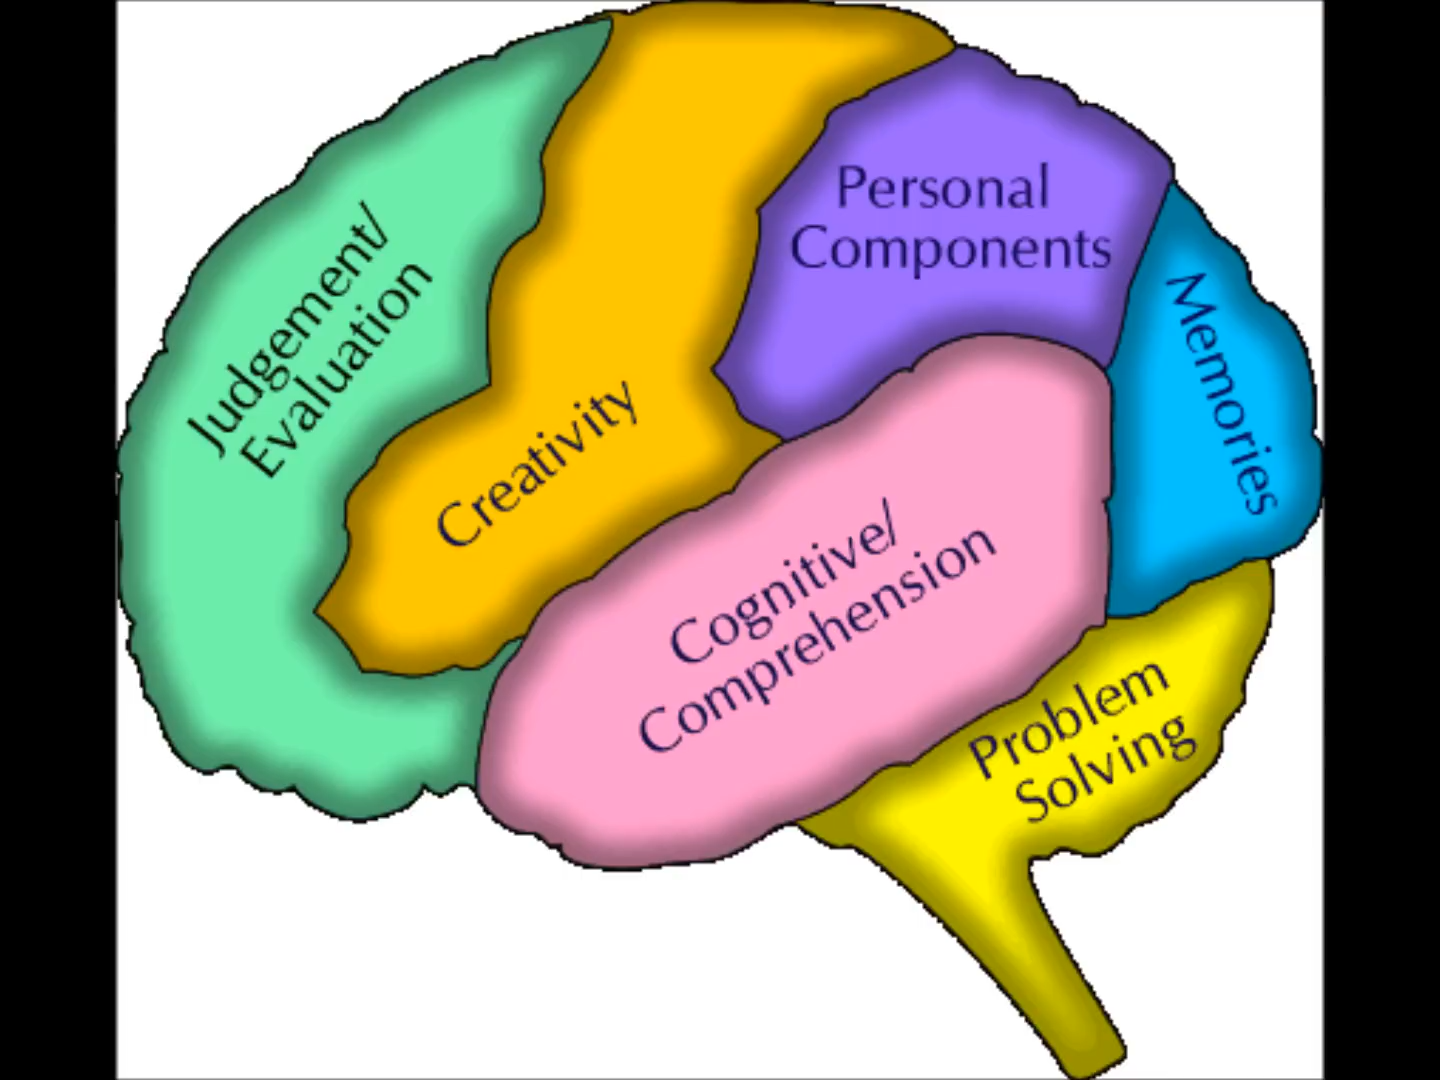 Judgement/
Evaluation
Creativity
Personal
Components
Memories
Cognitive/
Comprehension
Problem
Solving